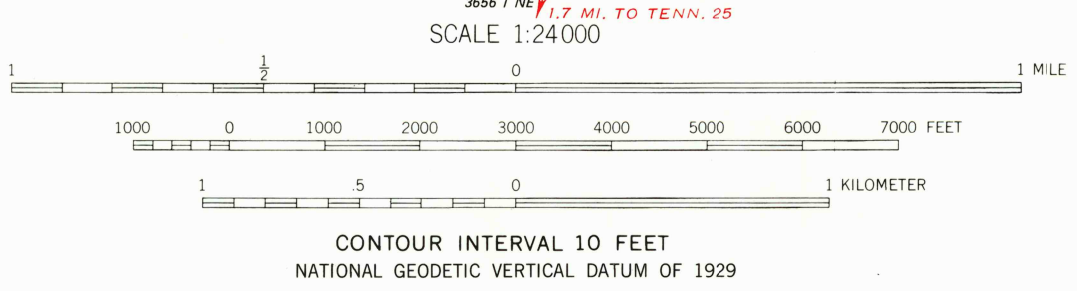 3656 I NE
1.7 MI. TO TENN. 25
SCALE 1:24000
1 1/2 0 1 MILE
1000 0 1000 2000 3000 4000 5000 6000 7000 FEET
1 .5 0 1 KILOMETER
CONTOUR INTERVAL 10 FEET
NATIONAL GEODETIC VERTICAL DATUM OF 1929